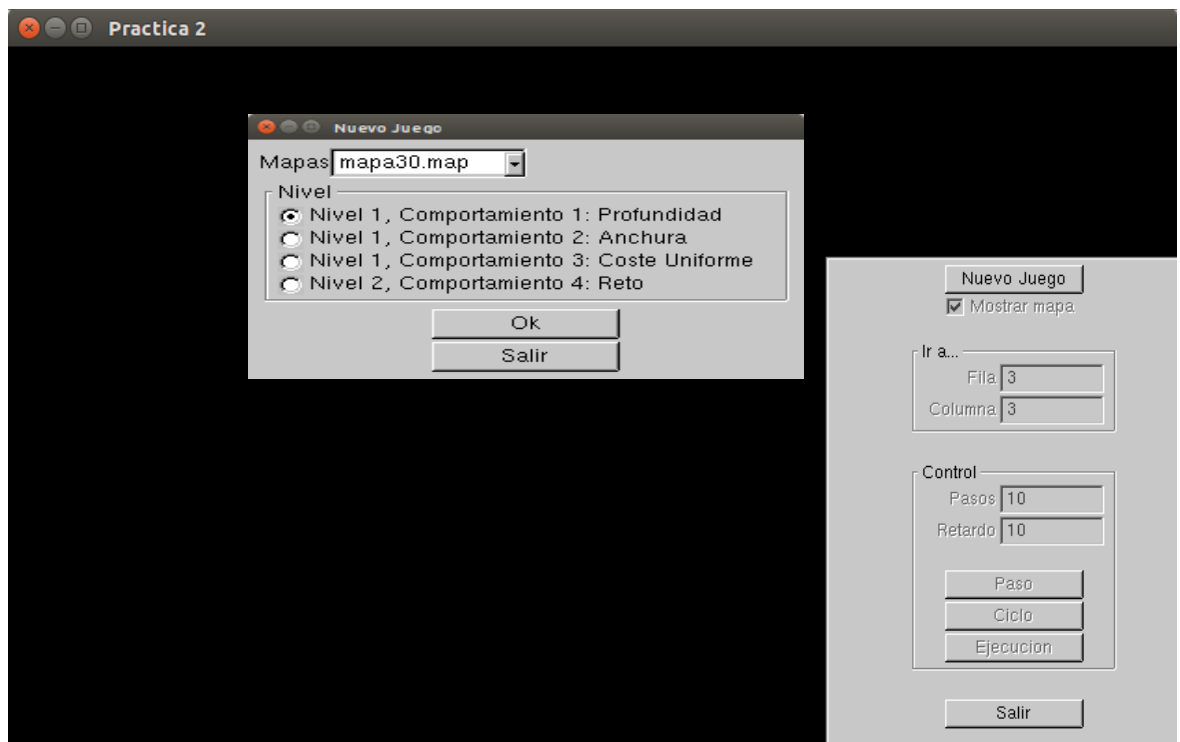 Practica 2
Nuevo Juego
Mapas mapa30.map
Nivel
Nivel 1, Comportamiento 1: Profundidad
Nivel 1, Comportamiento 2: Anchura
Nivel 1, Comportamiento 3: Coste Uniforme
Nivel 2, Comportamiento 4: Reto
Ok
Salir
Nuevo Juego
Mostrar mapa
Ir a...
Fila 3
Columna 3
Control
Pasos 10
Retardo 10
Paso
Ciclo
Ejecucion
Salir